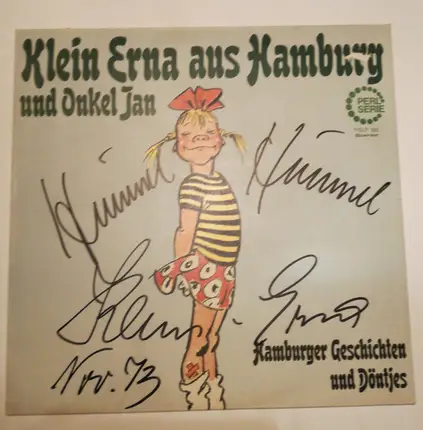 Klein Erna aus Hamburg
und Onkel Jan
PERL
SERIE
Hümmel Hümmel
Klein-Erna
Nov. 73
Hamburger Geschichten
und Döntjes